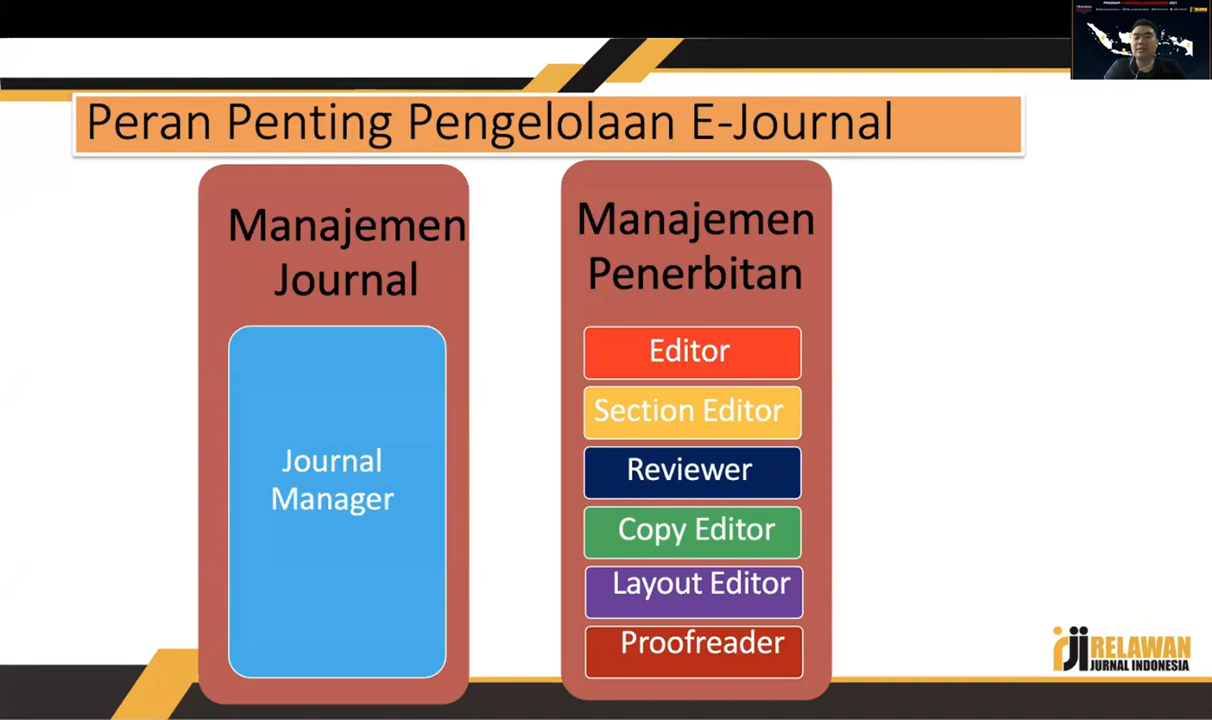 Peran Penting Pengelolaan E-Journal
Manajemen
Journal
Journal
Manager
Manajemen
Penerbitan
Editor
Section Editor
Reviewer
Copy Editor
Layout Editor
Proofreader
RELAWAN
JURNAL INDONESIA